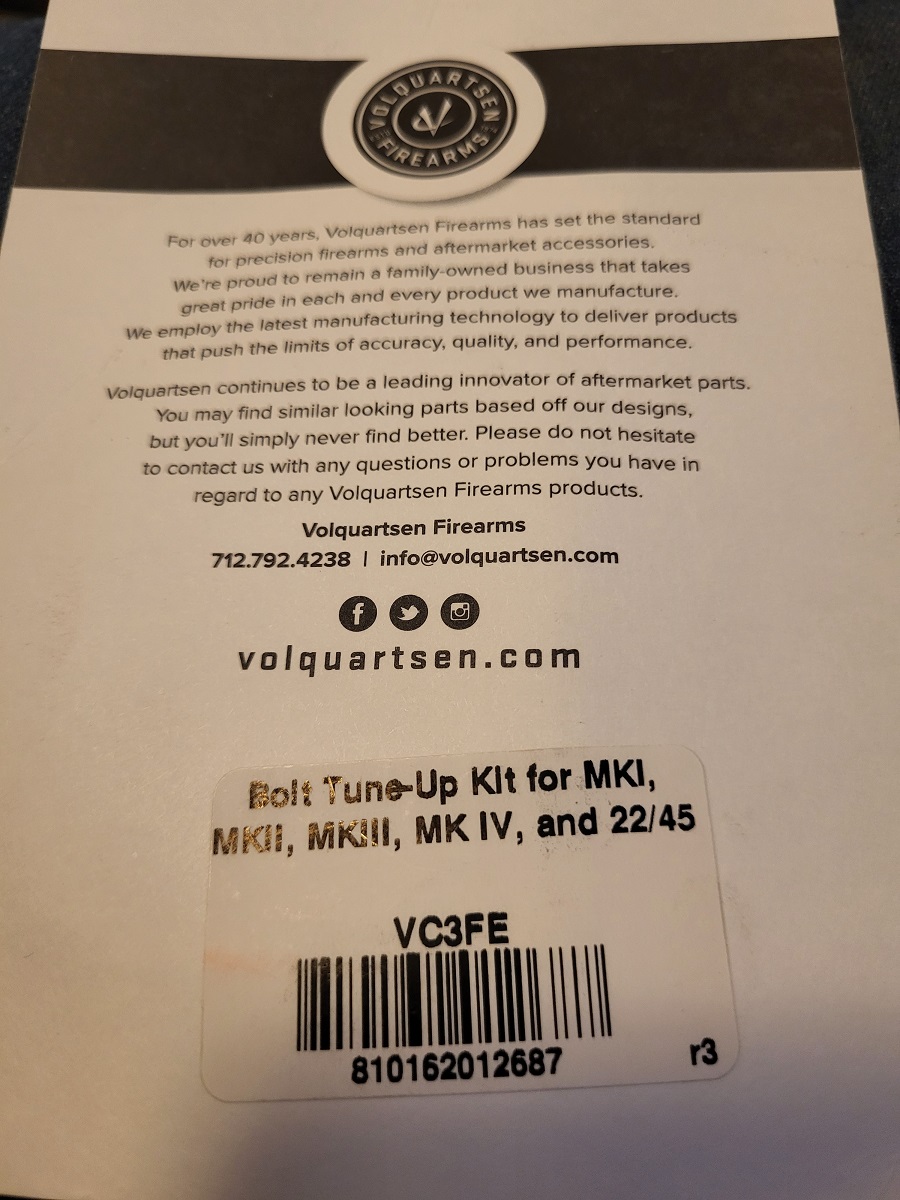 VOLQUARTSEN
FIREARMS
For over 40 years, Volquartsen Firearms has set the standard
for precision firearms and aftermarket accessories.
We're proud to remain a family-owned business that takes
great pride in each and every product we manufacture.
We employ the latest manufacturing technology to deliver products
that push the limits of accuracy, quality, and performance.
Volquartsen continues to be a leading innovator of aftermarket parts.
You may find similar looking parts based off our designs,
but you'll simply never find better. Please do not hesitate
to contact us with any questions or problems you have in
regard to any Volquartsen Firearms products.
Volquartsen Firearms
712.792.4238 | info@volquartsen.com
volquartsen.com
Bolt Tune-Up Kit for MKI,
MKII, MKIII, MK IV, and 22/45
VC3FE
810162012687
r3